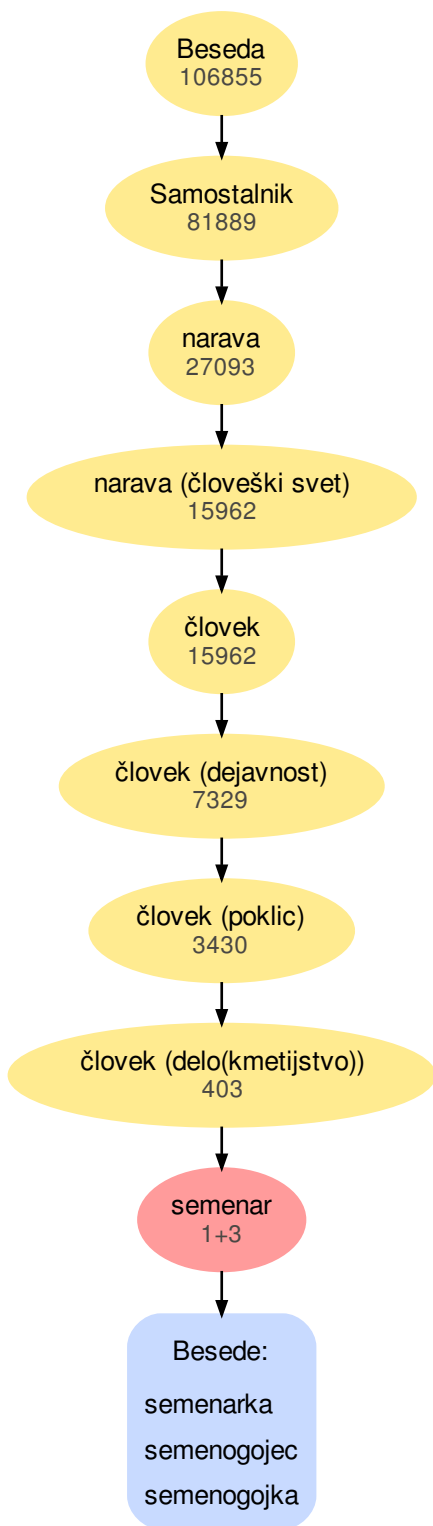 Beseda
106855
Samostalnik
81889
narava
27093
narava (človeški svet)
15962
človek
15962
človek (dejavnost)
7329
človek (poklic)
3430
človek (delo(kmetijstvo))
403
semenar
1+3
Besede:
semenarka
semenogojec
semenogojka